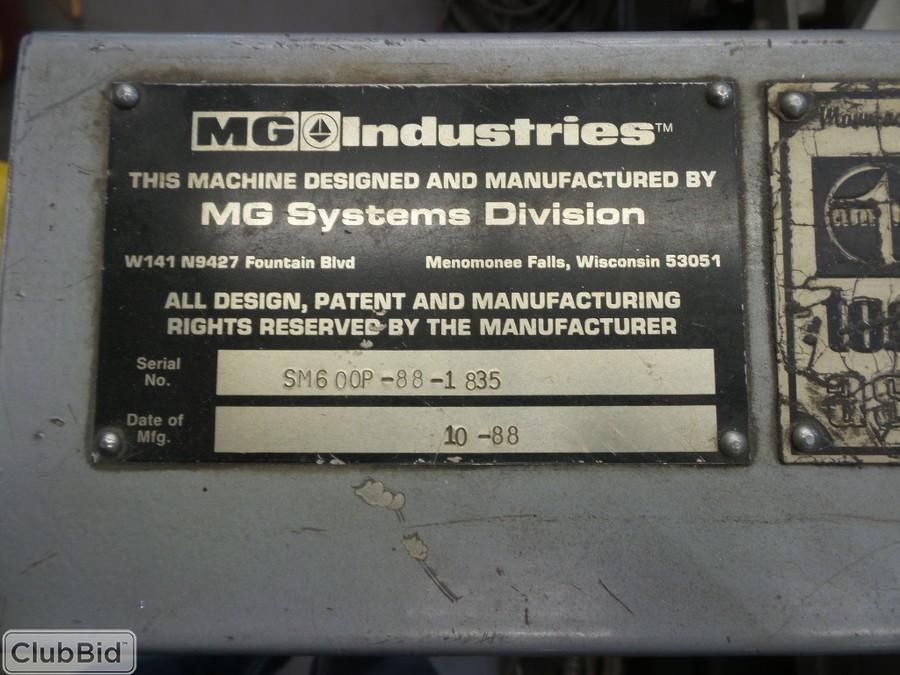 MG Industries™
THIS MACHINE DESIGNED AND MANUFACTURED BY
MG Systems Division
W141 N9427 Fountain Blvd Menomonee Falls, Wisconsin 53051
ALL DESIGN, PATENT AND MANUFACTURING
RIGHTS RESERVED BY THE MANUFACTURER
Serial
No. SM600P-88-1835
Date of
Mfg. 10-88
ClubBid™